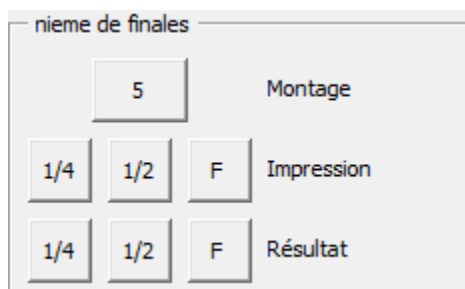 nieme de finales
5 Montage
1/4 1/2 F Impression
1/4 1/2 F Résultat